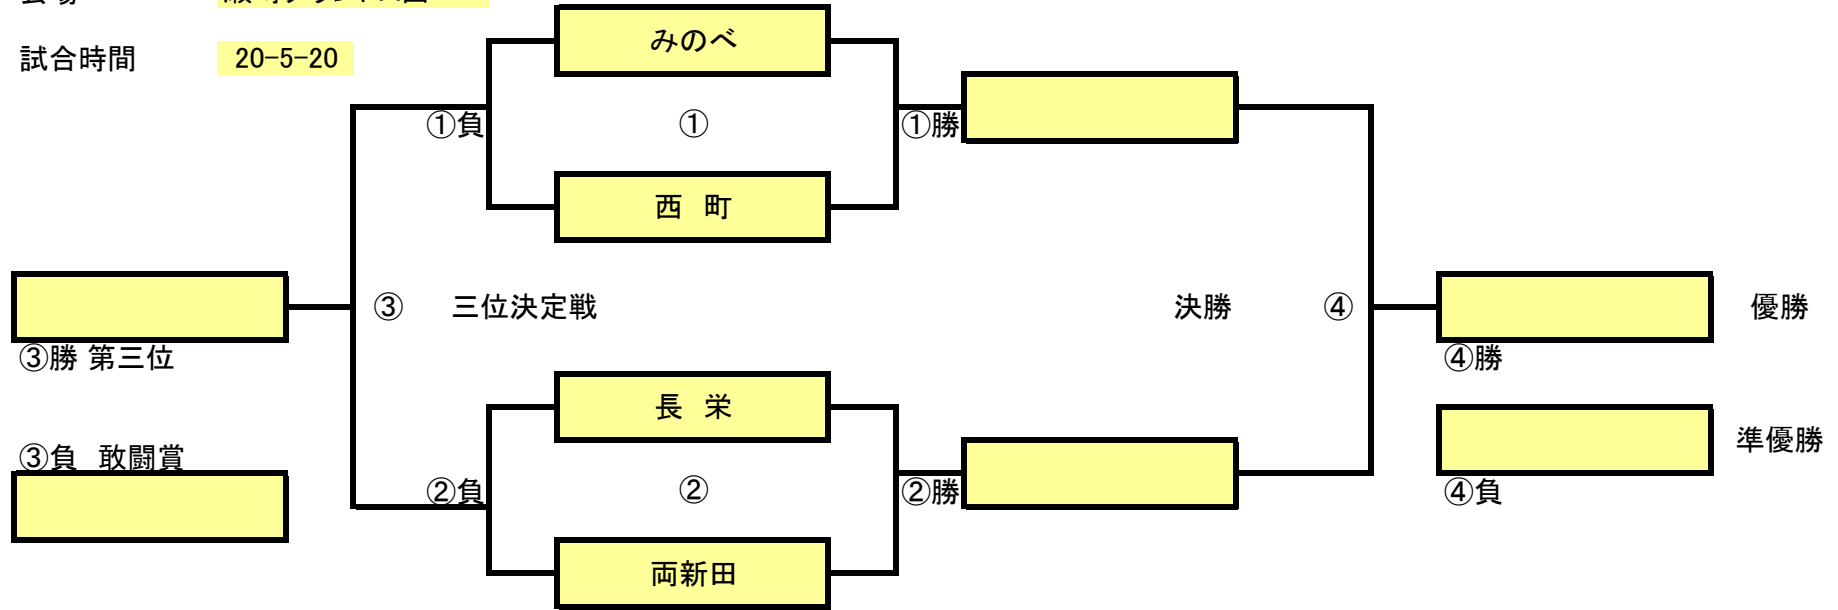 試合時間 20-5-20
みのべ
①負 ① ①勝
西 町
③ 三位決定戦 決勝 ④ 優勝
③勝 第三位 ④勝
長 栄
③負 敢闘賞 準優勝
②負 ② ②勝 ④負
両新田